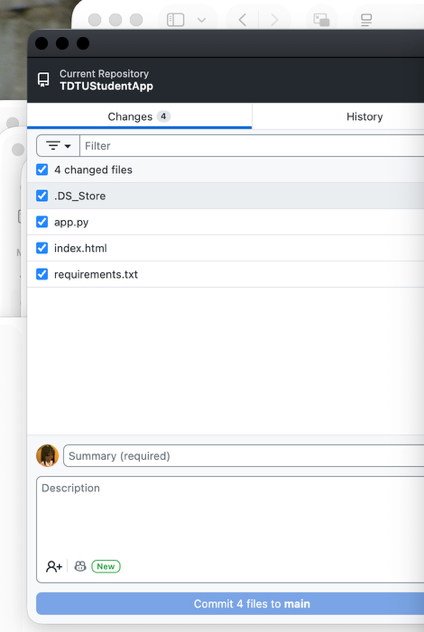 Current Repository
TDTUStudentApp
Changes 4
History
Filter
4 changed files
.DS_Store
app.py
index.html
requirements.txt
Summary (required)
Description
New
Commit 4 files to main